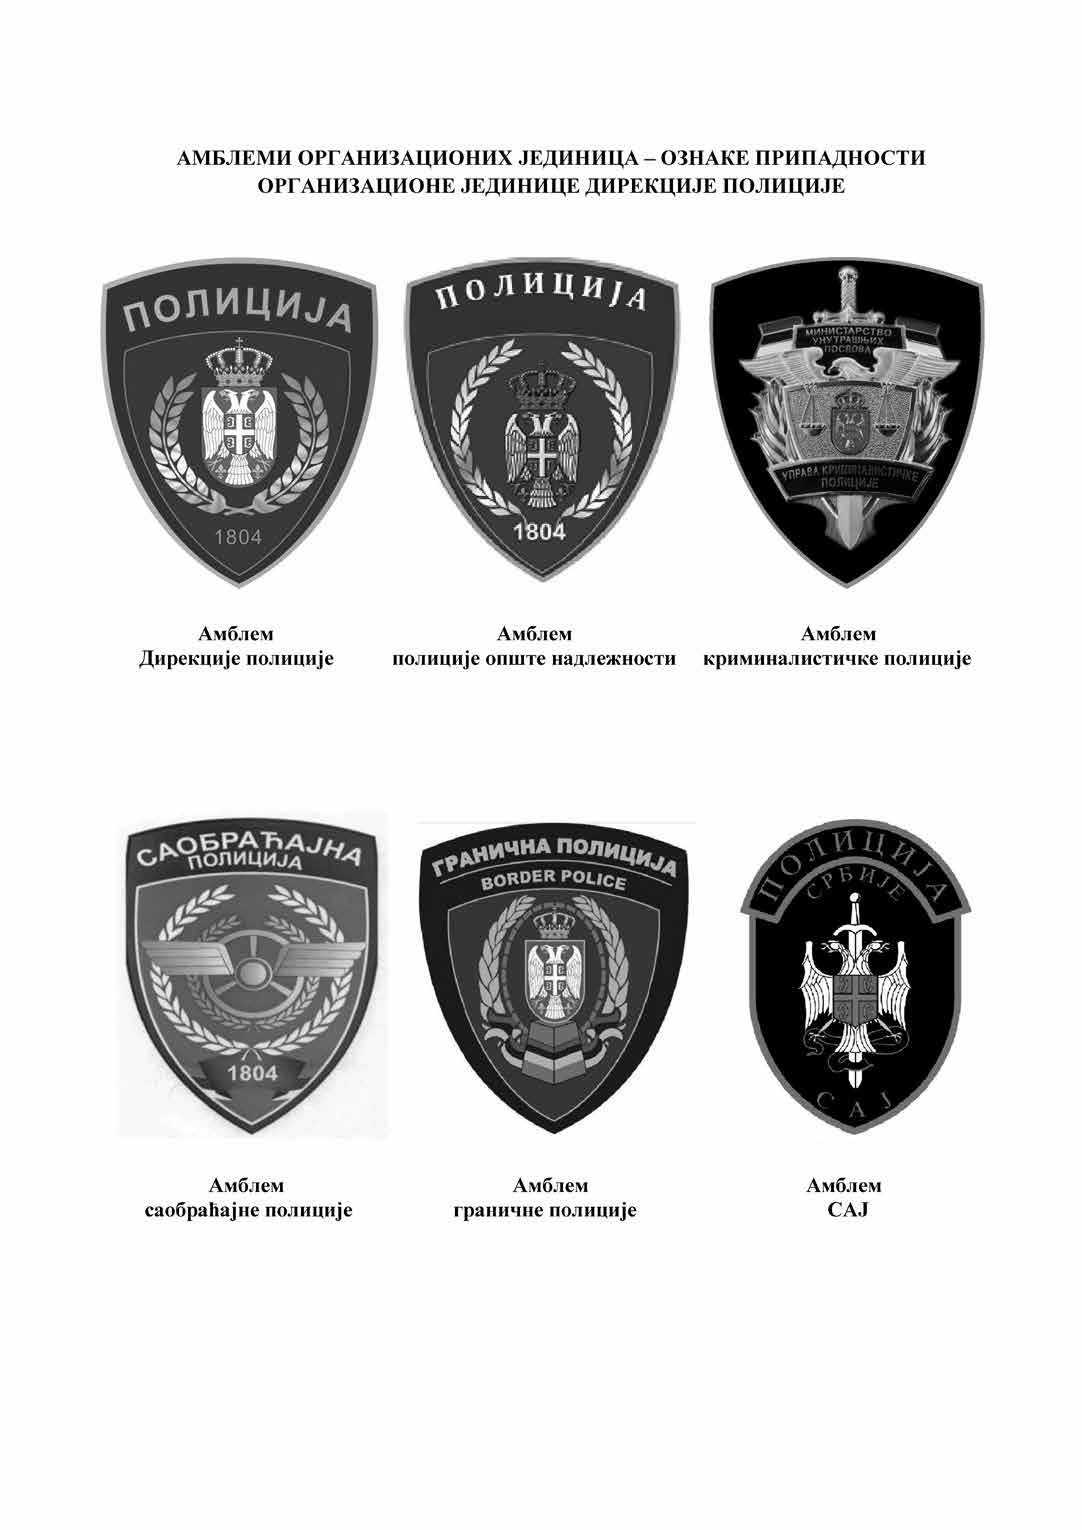 АМБЛЕМИ ОРГАНИЗАЦИОНИХ ЈЕДИНИЦА – ОЗНАКЕ ПРИПАДНОСТИ
ОРГАНИЗАЦИОНЕ ЈЕДИНИЦЕ ДИРЕКЦИЈЕ ПОЛИЦИЈЕ
ПОЛИЦИЈА
1804
Амблем
Дирекције полиције
ПОЛИЦИЈА
1804
Амблем
полиције опште надлежности
МИНИСТАРСТВО
УНУТРАШЊИХ
ПОСЛОВА
УПРАВА КРИМИНАЛИСТИЧКЕ
ПОЛИЦИЈЕ
Амблем
криминалистичке полиције
САОБРАЋАЈНА
ПОЛИЦИЈА
1804
Амблем
саобраћајне полиције
ГРАНИЧНА ПОЛИЦИЈА
BORDER POLICE
Амблем
граничне полиције
ПОЛИЦИЈА
СРБИЈЕ
САЈ
Амблем
САЈ